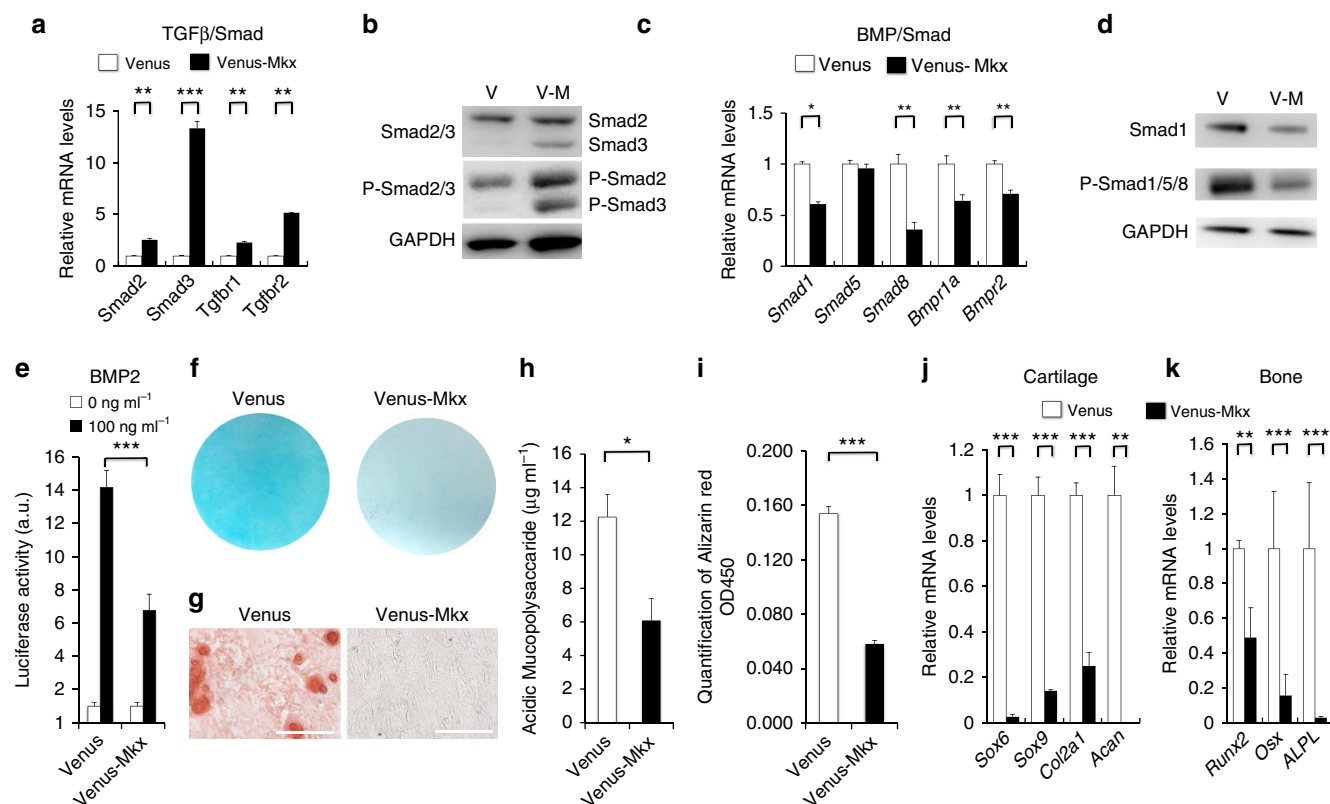 a
TGFβ/Smad
Venus Venus-Mkx
** *** ** **
Relative mRNA levels
15
10
5
0
Smad2 Smad3 Tgfbr1 Tgfbr2
b
V V-M
Smad2/3 Smad2
Smad3
P-Smad2/3 P-Smad2
P-Smad3
GAPDH
c
BMP/Smad
Venus Venus- Mkx
* ** ** **
Relative mRNA levels
1.5
1
0.5
0
Smad1 Smad5 Smad8 Bmpr1a Bmpr2
d
V V-M
Smad1
P-Smad1/5/8
GAPDH
e
BMP2
0 ng ml⁻¹
100 ng ml⁻¹
***
Luciferase activity (a.u.)
16
14
12
14
8
6
4
2
1
Venus Venus-Mkx
f
Venus Venus-Mkx
g
Venus Venus-Mkx
h
*
Acidic Mucopolysaccaride (μg ml⁻¹)
16
14
12
10
8
6
4
2
0
Venus Venus-Mkx
i
***
Quantification of Alizarin red
OD450
0.200
0.160
0.120
0.080
0.040
0.000
Venus Venus-Mkx
j
Cartilage
k
Bone
Venus Venus-Mkx
*** *** *** **
Relative mRNA levels
1.2
1
0.8
0.6
0.4
0.2
0
Sox6 Sox9 Col2a1 Acan
** *** ***
Relative mRNA levels
1.6
1.4
1.2
1
0.8
0.6
0.4
0.2
0
Runx2 Osx ALPL